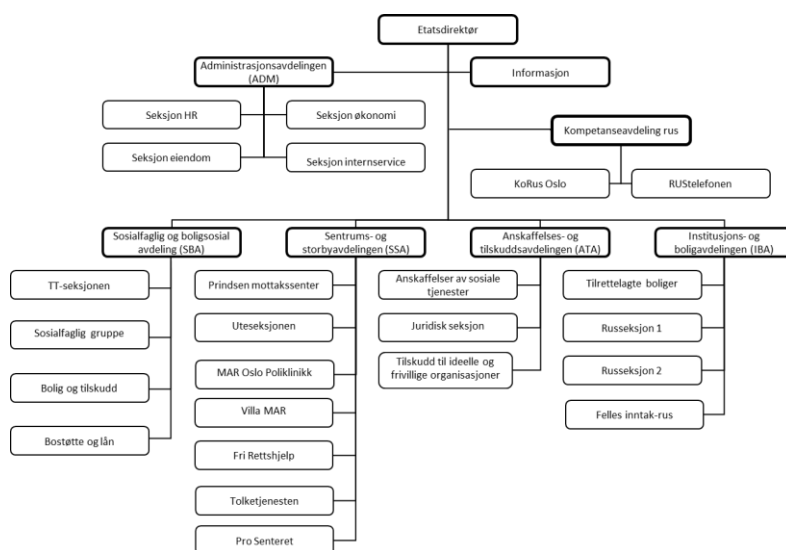 Etatsdirektør
Administrasjonsavdelingen
(ADM)
Informasjon
Seksjon HR
Seksjon økonomi
Kompetanseavdeling rus
Seksjon eiendom
Seksjon internservice
KoRus Oslo
RUStelefonen
Sosialfaglig og boligsosial
avdeling (SBA)
Sentrums- og
storbyavdelingen (SSA)
Anskaffelses- og
tilskuddsavdelingen (ATA)
Institusjons- og
boligavdelingen (IBA)
TT-seksjonen
Sosialfaglig gruppe
Bolig og tilskudd
Bostøtte og lån
Prindsen mottakssenter
Uteseksjonen
MAR Oslo Poliklinikk
Villa MAR
Fri Rettshjelp
Tolketjenesten
Pro Senteret
Anskaffelser av sosiale
tjenester
Juridisk seksjon
Tilskudd til ideelle og
frivillige organisasjoner
Tilrettelagte boliger
Russeksjon 1
Russeksjon 2
Felles inntak-rus